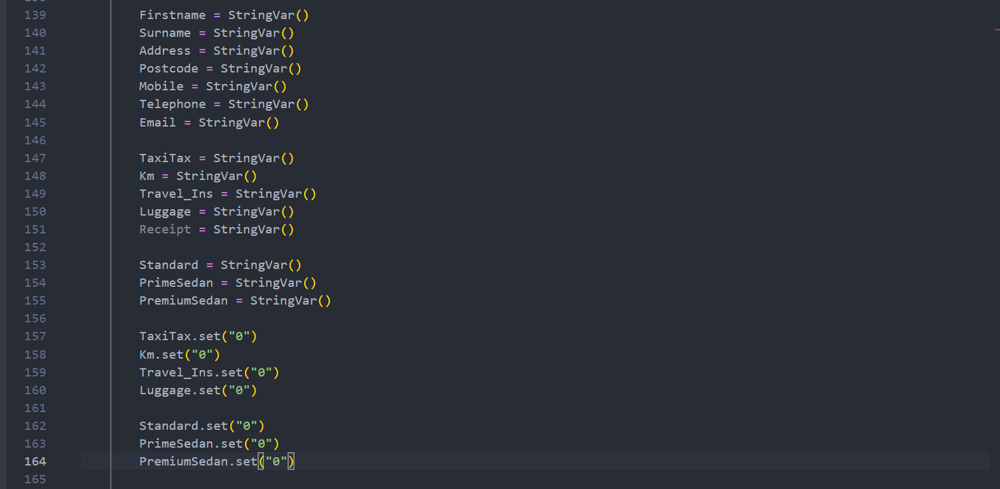 139 Firstname = StringVar()
140 Surname = StringVar()
141 Address = StringVar()
142 Postcode = StringVar()
143 Mobile = StringVar()
144 Telephone = StringVar()
145 Email = StringVar()
146
147 TaxiTax = StringVar()
148 Km = StringVar()
149 Travel_Ins = StringVar()
150 Luggage = StringVar()
151 Receipt = StringVar()
152
153 Standard = StringVar()
154 PrimeSedan = StringVar()
155 PremiumSedan = StringVar()
156
157 TaxiTax.set("0")
158 Km.set("0")
159 Travel_Ins.set("0")
160 Luggage.set("0")
161
162 Standard.set("0")
163 PrimeSedan.set("0")
164 PremiumSedan.set("0")
165